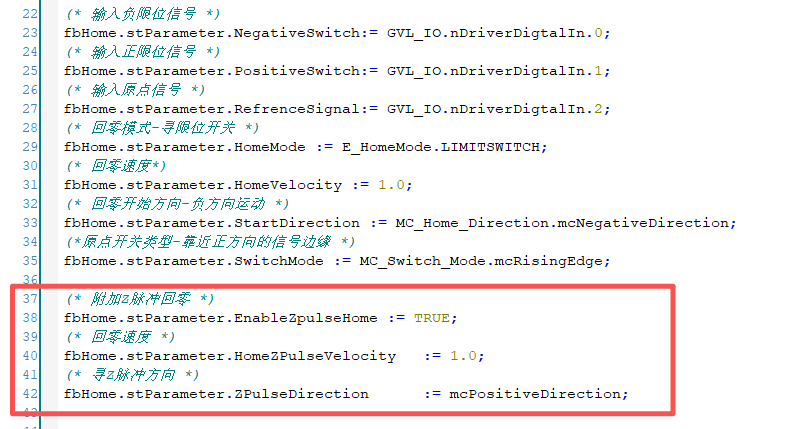 22 (* 输入负限位信号 *)
23 fbHome.stParameter.NegativeSwitch:= GVL_IO.nDriverDigtalIn.0;
24 (* 输入正限位信号 *)
25 fbHome.stParameter.PositiveSwitch:= GVL_IO.nDriverDigtalIn.1;
26 (* 输入原点信号 *)
27 fbHome.stParameter.RefrenceSignal:= GVL_IO.nDriverDigtalIn.2;
28 (* 回零模式-寻限位开关 *)
29 fbHome.stParameter.HomeMode := E_HomeMode.LIMITSWITCH;
30 (* 回零速度*)
31 fbHome.stParameter.HomeVelocity := 1.0;
32 (* 回零开始方向-负方向运动 *)
33 fbHome.stParameter.StartDirection := MC_Home_Direction.mcNegativeDirection;
34 (*原点开关类型-靠近正方向的信号边缘 *)
35 fbHome.stParameter.SwitchMode := MC_Switch_Mode.mcRisingEdge;
36
37 (* 附加Z脉冲回零 *)
38 fbHome.stParameter.EnableZpulseHome := TRUE;
39 (* 回零速度 *)
40 fbHome.stParameter.HomeZPulseVelocity := 1.0;
41 (* 寻Z脉冲方向 *)
42 fbHome.stParameter.ZPulseDirection := mcPositiveDirection;